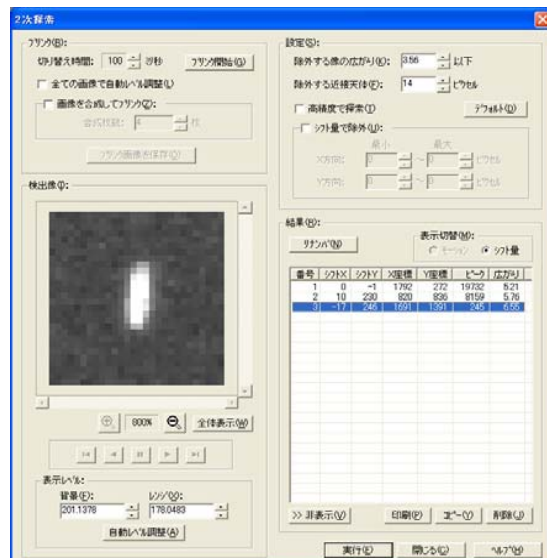 2次探索
ブリンク(B):
切り替え時間: 100 ミリ秒 ブリンク開始(G)
全ての画像で自動レベル調整(L)
画像を合成してブリンク(Z):
合成枚数: 4 枚
ブリンク画像を保存(O)
検出像(I):
800% 全体表示(W)
表示レベル:
背景(E): レンジ(Q):
201.1378 178.0483
自動レベル調整(A)
設定(S):
除外する像の広がり(K): 3.56 以下
除外する近接天体(F): 14 ピクセル
高精度で探索(T) デフォルト(D)
シフト量で除外(U):
最小 最大
X方向: 0 ~ 0 ピクセル
Y方向: 0 ~ 0 ピクセル
結果(R):
リナンバ(N) 表示切替(M):
モーション シフト量
番号 シフトX シフトY X座標 Y座標 ピーク 広がり
1 0 -1 1792 272 19732 5.21
2 10 230 820 836 8159 5.76
3 -17 246 1591 1391 245 6.55
>> 非表示(V) 印刷(P) コピー(Y) 削除(J)
実行(E) 閉じる(C) ヘルプ(H)